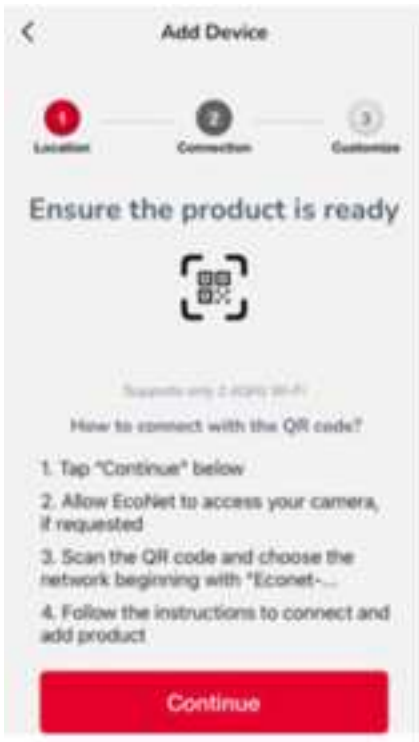 Add Device
1 2 3
Location Connection Customize
Ensure the product is ready
Supports only 2.4GHz Wi-Fi
How to connect with the QR code?
1. Tap "Continue" below
2. Allow EcoNet to access your camera,
if requested
3. Scan the QR code and choose the
network beginning with "Econet-...
4. Follow the instructions to connect and
add product
Continue